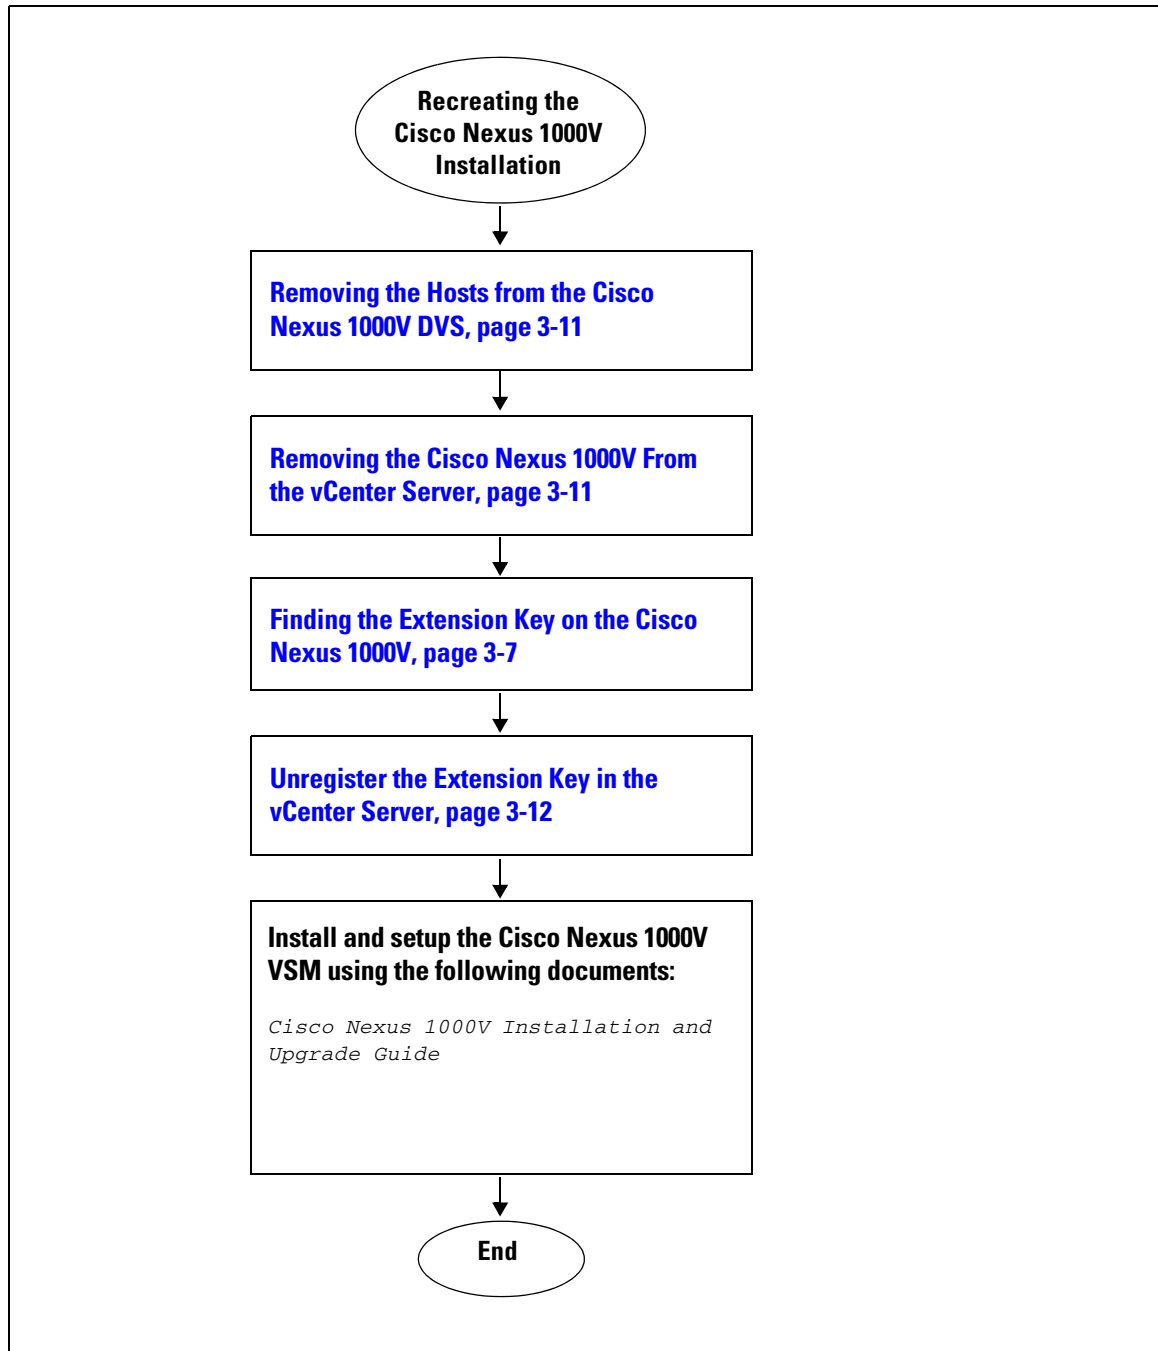 Recreating the
Cisco Nexus 1000V
Installation
Removing the Hosts from the Cisco
Nexus 1000V DVS, page 3-11
Removing the Cisco Nexus 1000V From
the vCenter Server, page 3-11
Finding the Extension Key on the Cisco
Nexus 1000V, page 3-7
Unregister the Extension Key in the
vCenter Server, page 3-12
Install and setup the Cisco Nexus 1000V
VSM using the following documents:
Cisco Nexus 1000V Installation and
Upgrade Guide
End